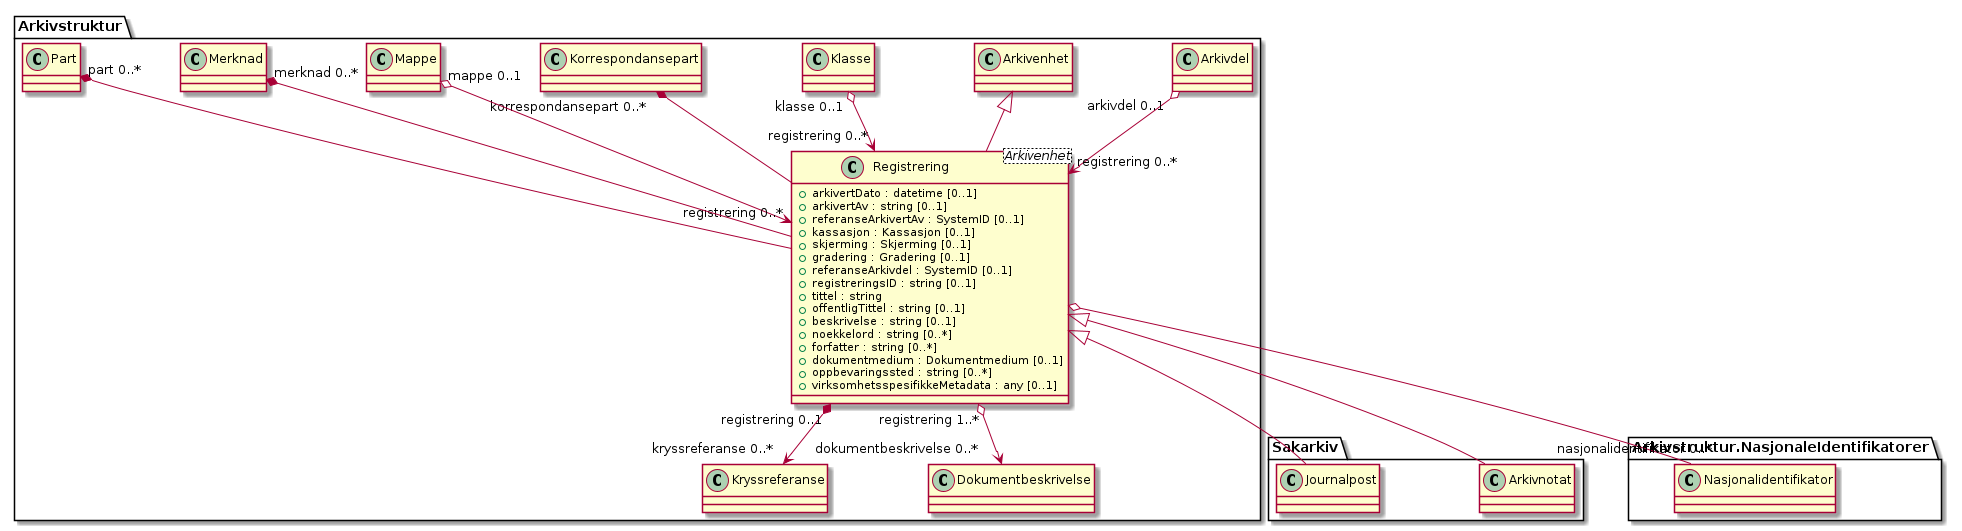 Arkivstruktur
C Part
C Merknad
C Mappe
C Korrespondansepart
C Klasse
C Arkivenhet
C Arkivdel
part 0..*
merknad 0..*
mappe 0..1
korrespondansepart 0..*
klasse 0..1
arkivdel 0..1
registrering 0..*
registrering 0..*
registrering 0..*
C Registrering
Arkivenhet
arkivertDato : datetime [0..1]
arkivertAv : string [0..1]
referanseArkivertAv : SystemID [0..1]
kassasjon : Kassasjon [0..1]
skjerming : Skjerming [0..1]
gradering : Gradering [0..1]
referanseArkivdel : SystemID [0..1]
registreringsID : string [0..1]
tittel : string
offentligTittel : string [0..1]
beskrivelse : string [0..1]
noekkelord : string [0..*]
forfatter : string [0..*]
dokumentmedium : Dokumentmedium [0..1]
oppbevaringssted : string [0..*]
virksomhetsspesifikkeMetadata : any [0..1]
registrering 0..1
registrering 1..*
kryssreferanse 0..*
dokumentbeskrivelse 0..*
nasjonalidentifikator 0..*
C Kryssreferanse
C Dokumentbeskrivelse
Sakarkiv
C Journalpost
C Arkivnotat
Arkivstruktur.NasjonaleIdentifikatorer
C Nasjonalidentifikator